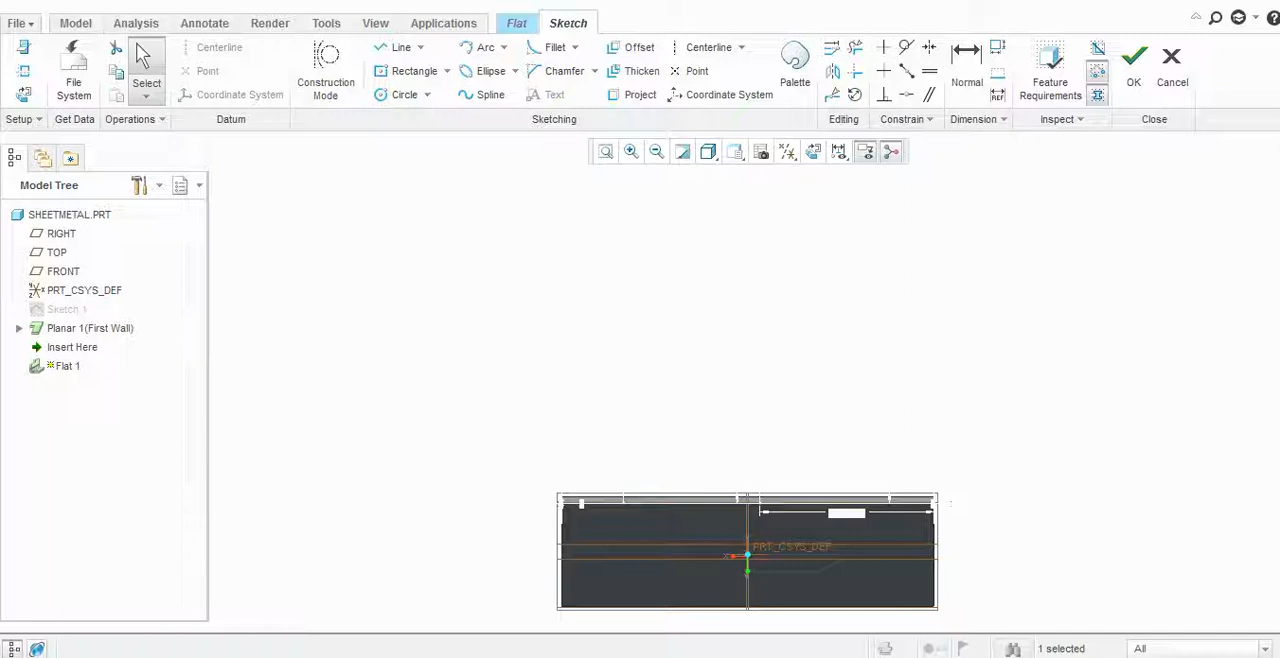 File Model Analysis Annotate Render Tools View Applications Flat Sketch
Centerline Line Arc Fillet Offset Centerline
Point Rectangle Ellipse Chamfer Thicken Point
File System Select Construction Mode Palette Normal Feature Requirements OK Cancel
Coordinate System Circle Spline Text Project Coordinate System
REF
Setup Get Data Operations Datum Sketching Editing Constrain Dimension Inspect Close
Model Tree
SHEETMETAL.PRT
RIGHT
TOP
FRONT
PRT_CSYS_DEF
Sketch 1
Planar 1(First Wall)
Insert Here
Flat 1
PRT_CSYS_DEF
1 selected All